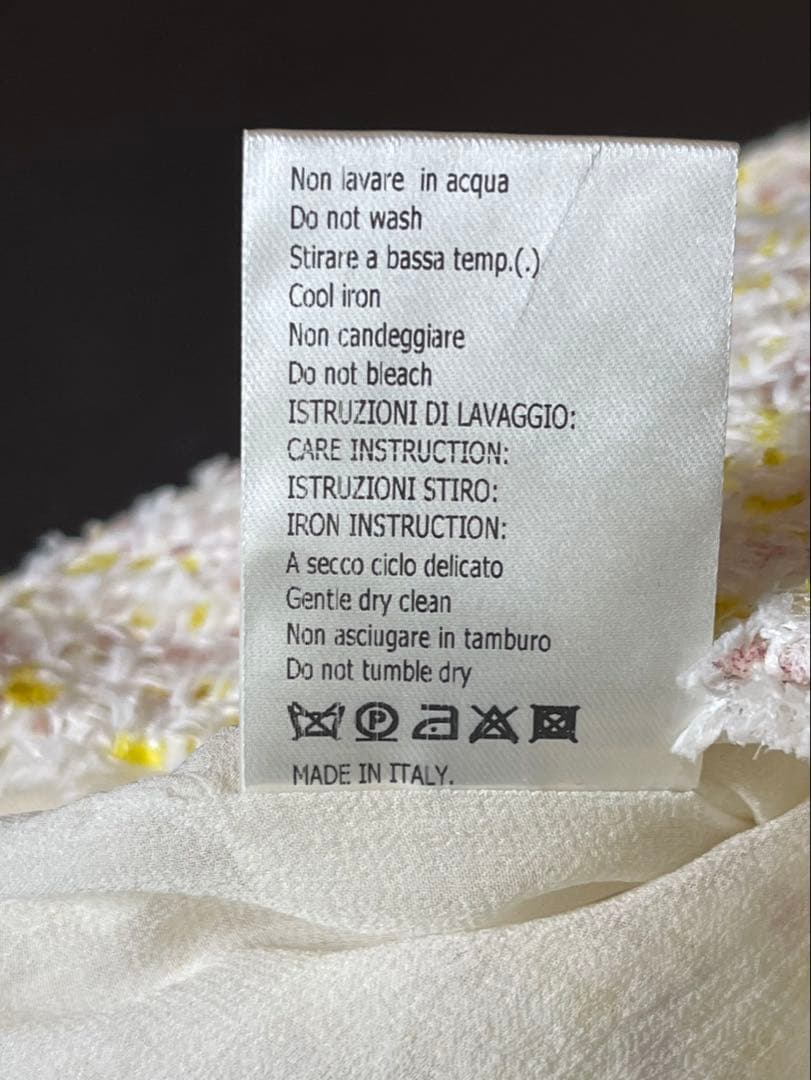 Non lavare in acqua
Do not wash
Stirare a bassa temp.(.)
Cool iron
Non candeggiare
Do not bleach
ISTRUZIONI DI LAVAGGIO:
CARE INSTRUCTION:
ISTRUZIONI STIRO:
IRON INSTRUCTION:
A secco ciclo delicato
Gentle dry clean
Non asciugare in tamburo
Do not tumble dry
P
MADE IN ITALY.